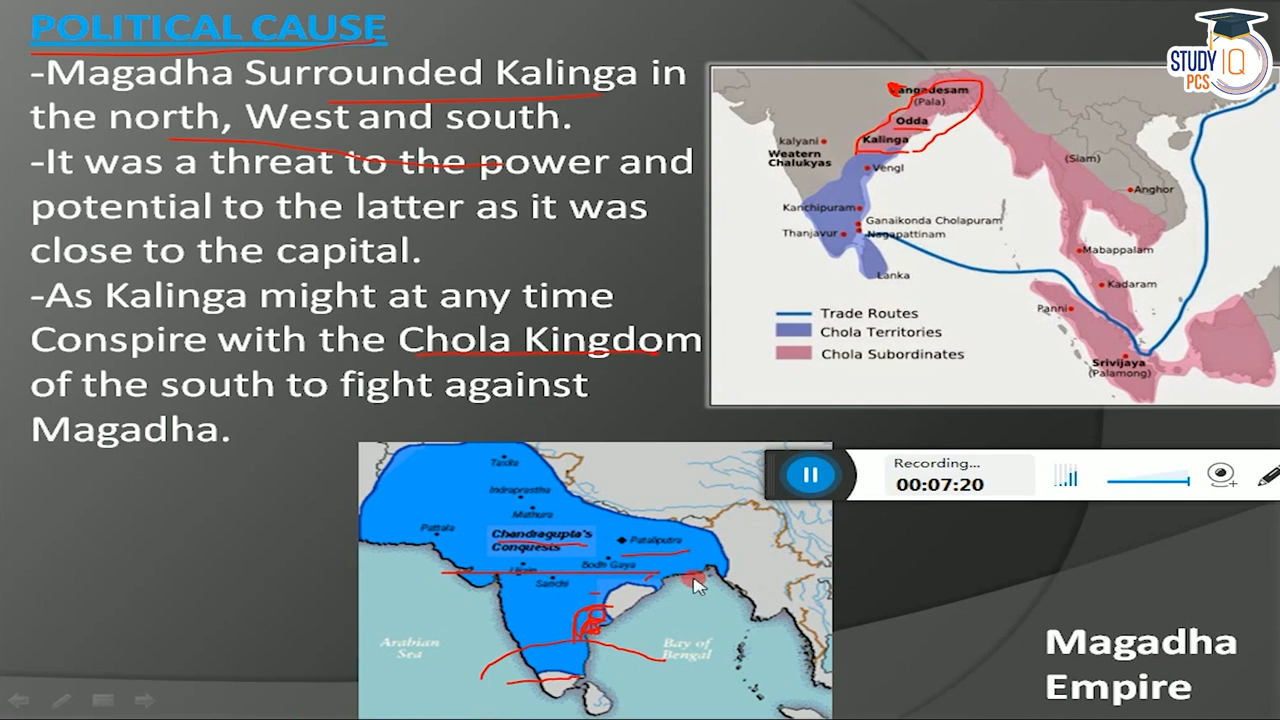 POLITICAL CAUSE
-Magadha Surrounded Kalinga in
the north, West and south.
-It was a threat to the power and
potential to the latter as it was
close to the capital.
-As Kalinga might at any time
Conspire with the Chola Kingdom
of the south to fight against
Magadha.
STUDY IQ
PCS
(Pala)
Odda
Kalinga
kalyani
Weatern
Chalukyas
Vengl
(Siam)
Anghor
Kanchipuram
Ganaikonda Cholapuram
Thanjavur
Nagapattinam
Lanka
Mabappalam
Kadaram
Panni
Srivijaya
(Palamong)
Trade Routes
Chola Territories
Chola Subordinates
Recording...
00:07:20
Taxila
Indraprastha
Mathura
Pattala
Chandragupta's
Conquests
Pataliputra
Bodh Gaya
Ujjain
Sanchi
Arabian
Sea
Bay of
Bengal
Magadha
Empire